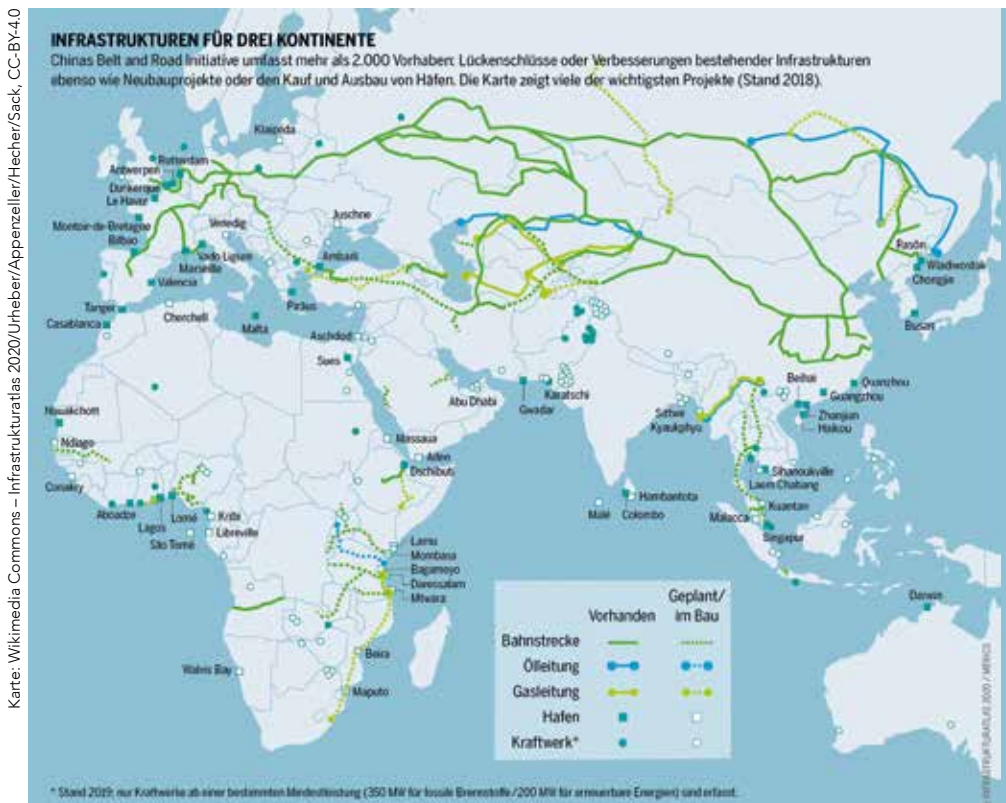 Karte: Wikimedia Commons – Infrastrukturatlas 2020/Urheber/Appenzeller/Hecher/Sack, CC-BY-4.0
INFRASTRUKTUREN FÜR DREI KONTINENTE
Chinas Belt and Road Initiative umfasst mehr als 2.000 Vorhaben: Lückenschlüsse oder Verbesserungen bestehender Infrastrukturen
ebenso wie Neubauprojekte oder den Kauf und Ausbau von Häfen. Die Karte zeigt viele der wichtigsten Projekte (Stand 2018).
Klaipėda
Rotterdam
Antwerpen
Dunkerque
Le Havre
Montoir-de-Bretagne
Bilbao
Venedig
Juschne
Vado Ligure
Ambarlı
Marseille
Valencia
Piräus
Tanger
Casablanca
Cherchell
Malta
Aschdod
Sues
Abu Dhabi
Gwadar
Karatschi
Rasŏn
Wladiwostok
Chongjin
Busan
Sittwe
Kyaukphyu
Beihai
Quanzhou
Guangzhou
Zhanjian
Haikou
Nouakchott
Ndiago
Conakry
Massaua
Aden
Dschibuti
Aboadze
Lagos
Lomé
Kribi
São Tomé
Libreville
Malé
Hambantota
Colombo
Sihanoukville
Laem Chabang
Kuantan
Malacca
Singapur
Lamu
Mombasa
Bagamoyo
Daressalam
Mtwara
Beira
Walvis Bay
Maputo
Darwin
Vorhanden
Geplant/
im Bau
Bahnstrecke
Ölleitung
Gasleitung
Hafen
Kraftwerk*
INFRASTRUKTURATLAS 2020 / MERICS
* Stand 2019; nur Kraftwerke ab einer bestimmten Mindestleistung (350 MW für fossile Brennstoffe/200 MW für erneuerbare Energien) sind erfasst.